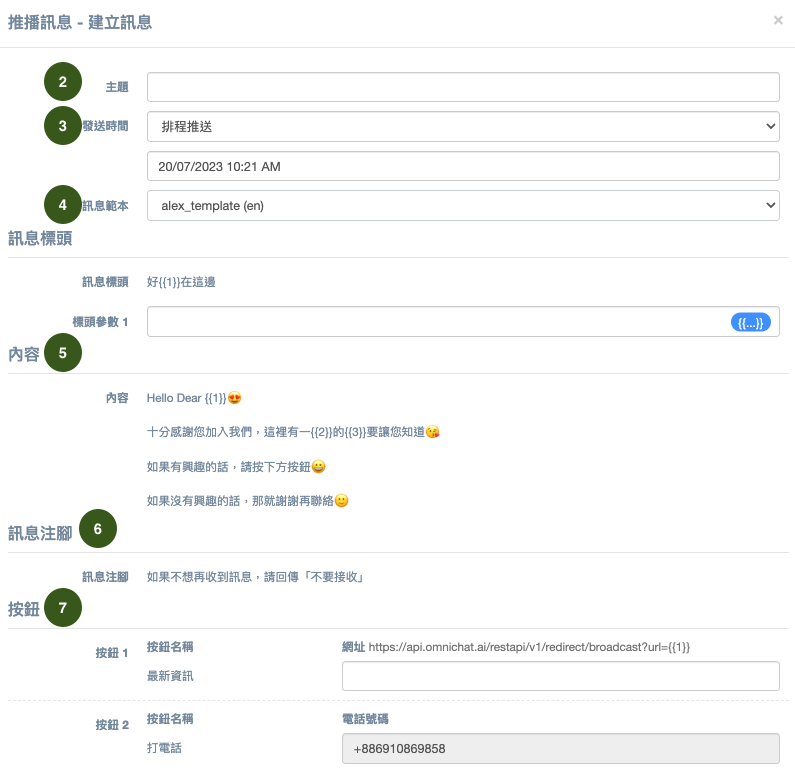 推播訊息 - 建立訊息 ×
2 主題
3 發送時間 排程推送
20/07/2023 10:21 AM
4 訊息範本 alex_template (en)
訊息標頭
訊息標頭 好{{1}}在這邊
標頭參數 1 {{...}}
內容 5
內容 Hello Dear {{1}}😍
十分感謝您加入我們，這裡有一{{2}}的{{3}}要讓您知道😘
如果有興趣的話，請按下方按鈕😀
如果沒有興趣的話，那就謝謝再聯絡🙂
訊息注腳 6
訊息注腳 如果不想再收到訊息，請回傳「不要接收」
按鈕 7
按鈕 1 按鈕名稱 網址 https://api.omnichat.ai/restapi/v1/redirect/broadcast?url={{1}}
最新資訊
按鈕 2 按鈕名稱 電話號碼
打電話 +886910869858